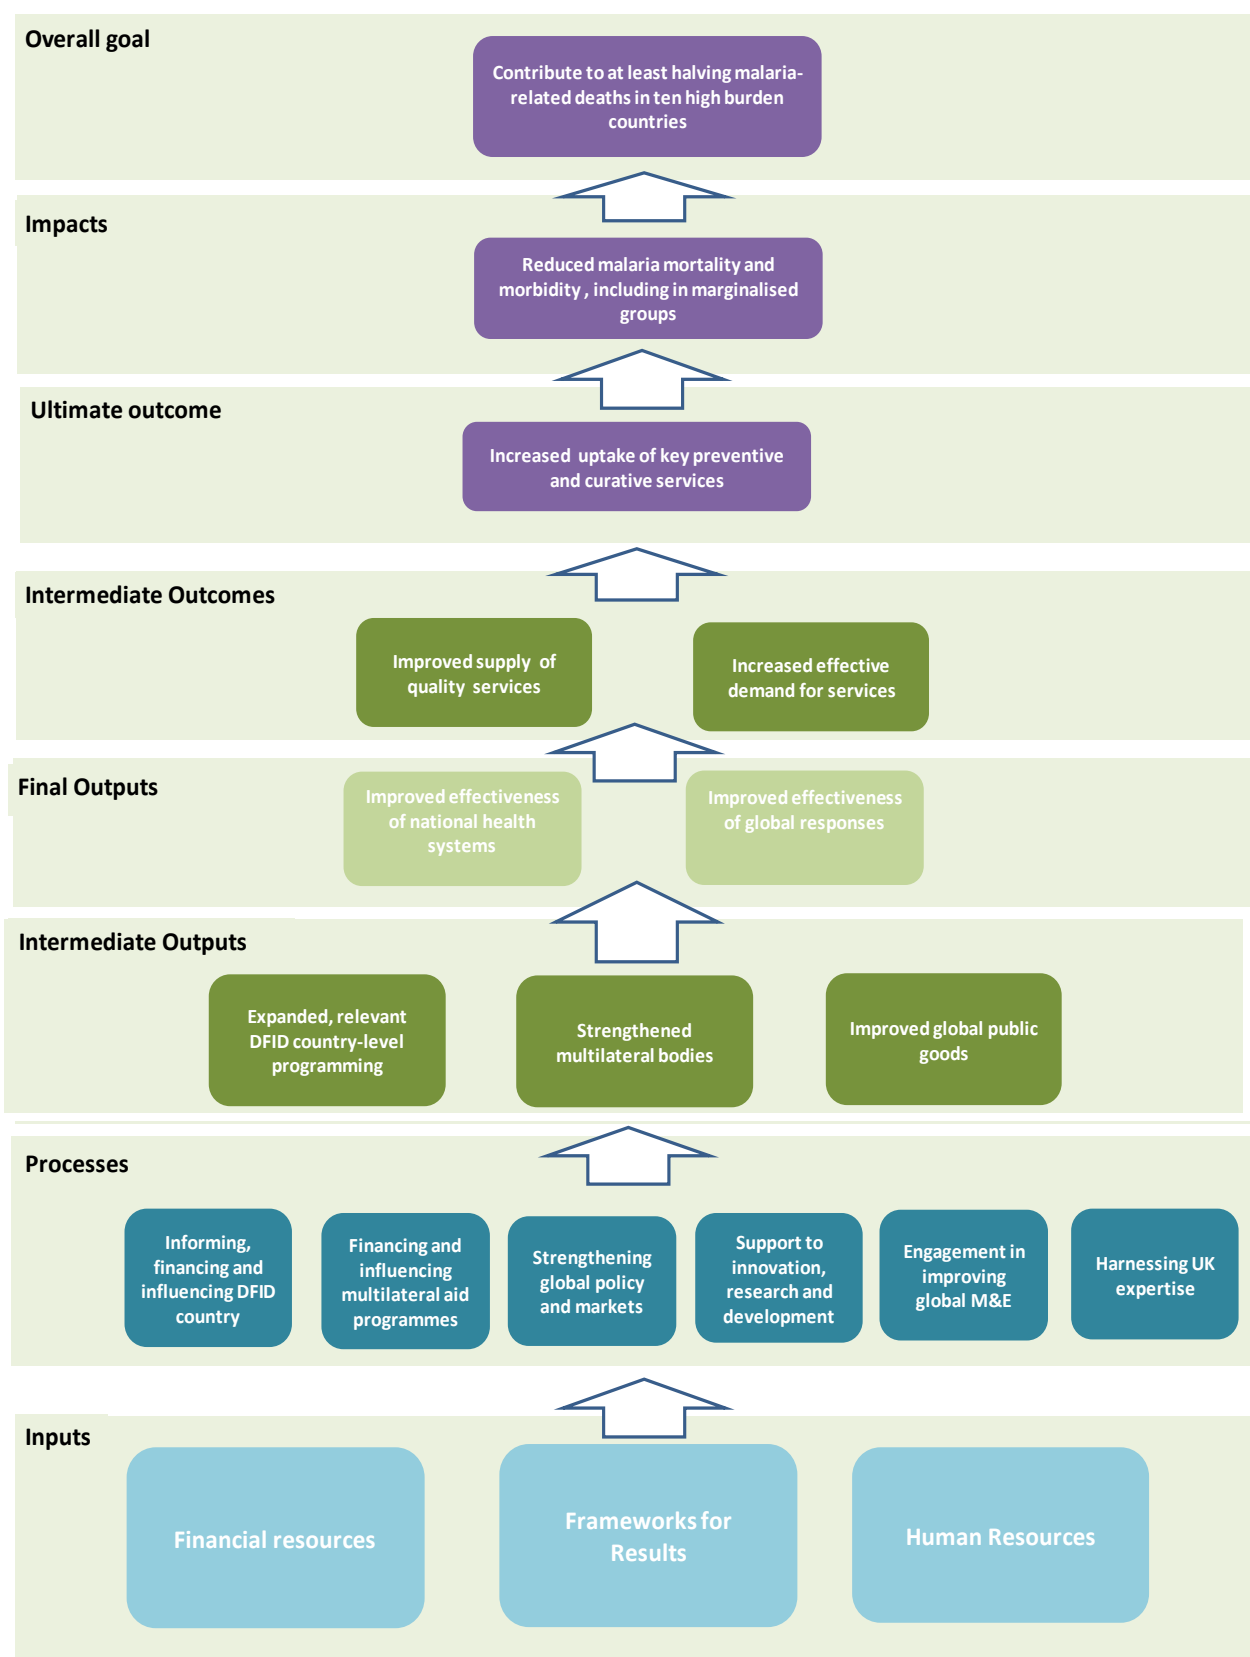 Overall goal
Contribute to at least halving malaria-
related deaths in ten high burden
countries
Impacts
Reduced malaria mortality and
morbidity , including in marginalised
groups
Ultimate outcome
Increased uptake of key preventive
and curative services
Intermediate Outcomes
Improved supply of
quality services
Increased effective
demand for services
Final Outputs
Improved effectiveness
of national health
systems
Improved effectiveness
of global responses
Intermediate Outputs
Expanded, relevant
DFID country-level
programming
Strengthened
multilateral bodies
Improved global public
goods
Processes
Informing,
financing and
influencing DFID
country
Financing and
influencing
multilateral aid
programmes
Strengthening
global policy
and markets
Support to
innovation,
research and
development
Engagement in
improving
global M&E
Harnessing UK
expertise
Inputs
Financial resources
Frameworks for
Results
Human Resources